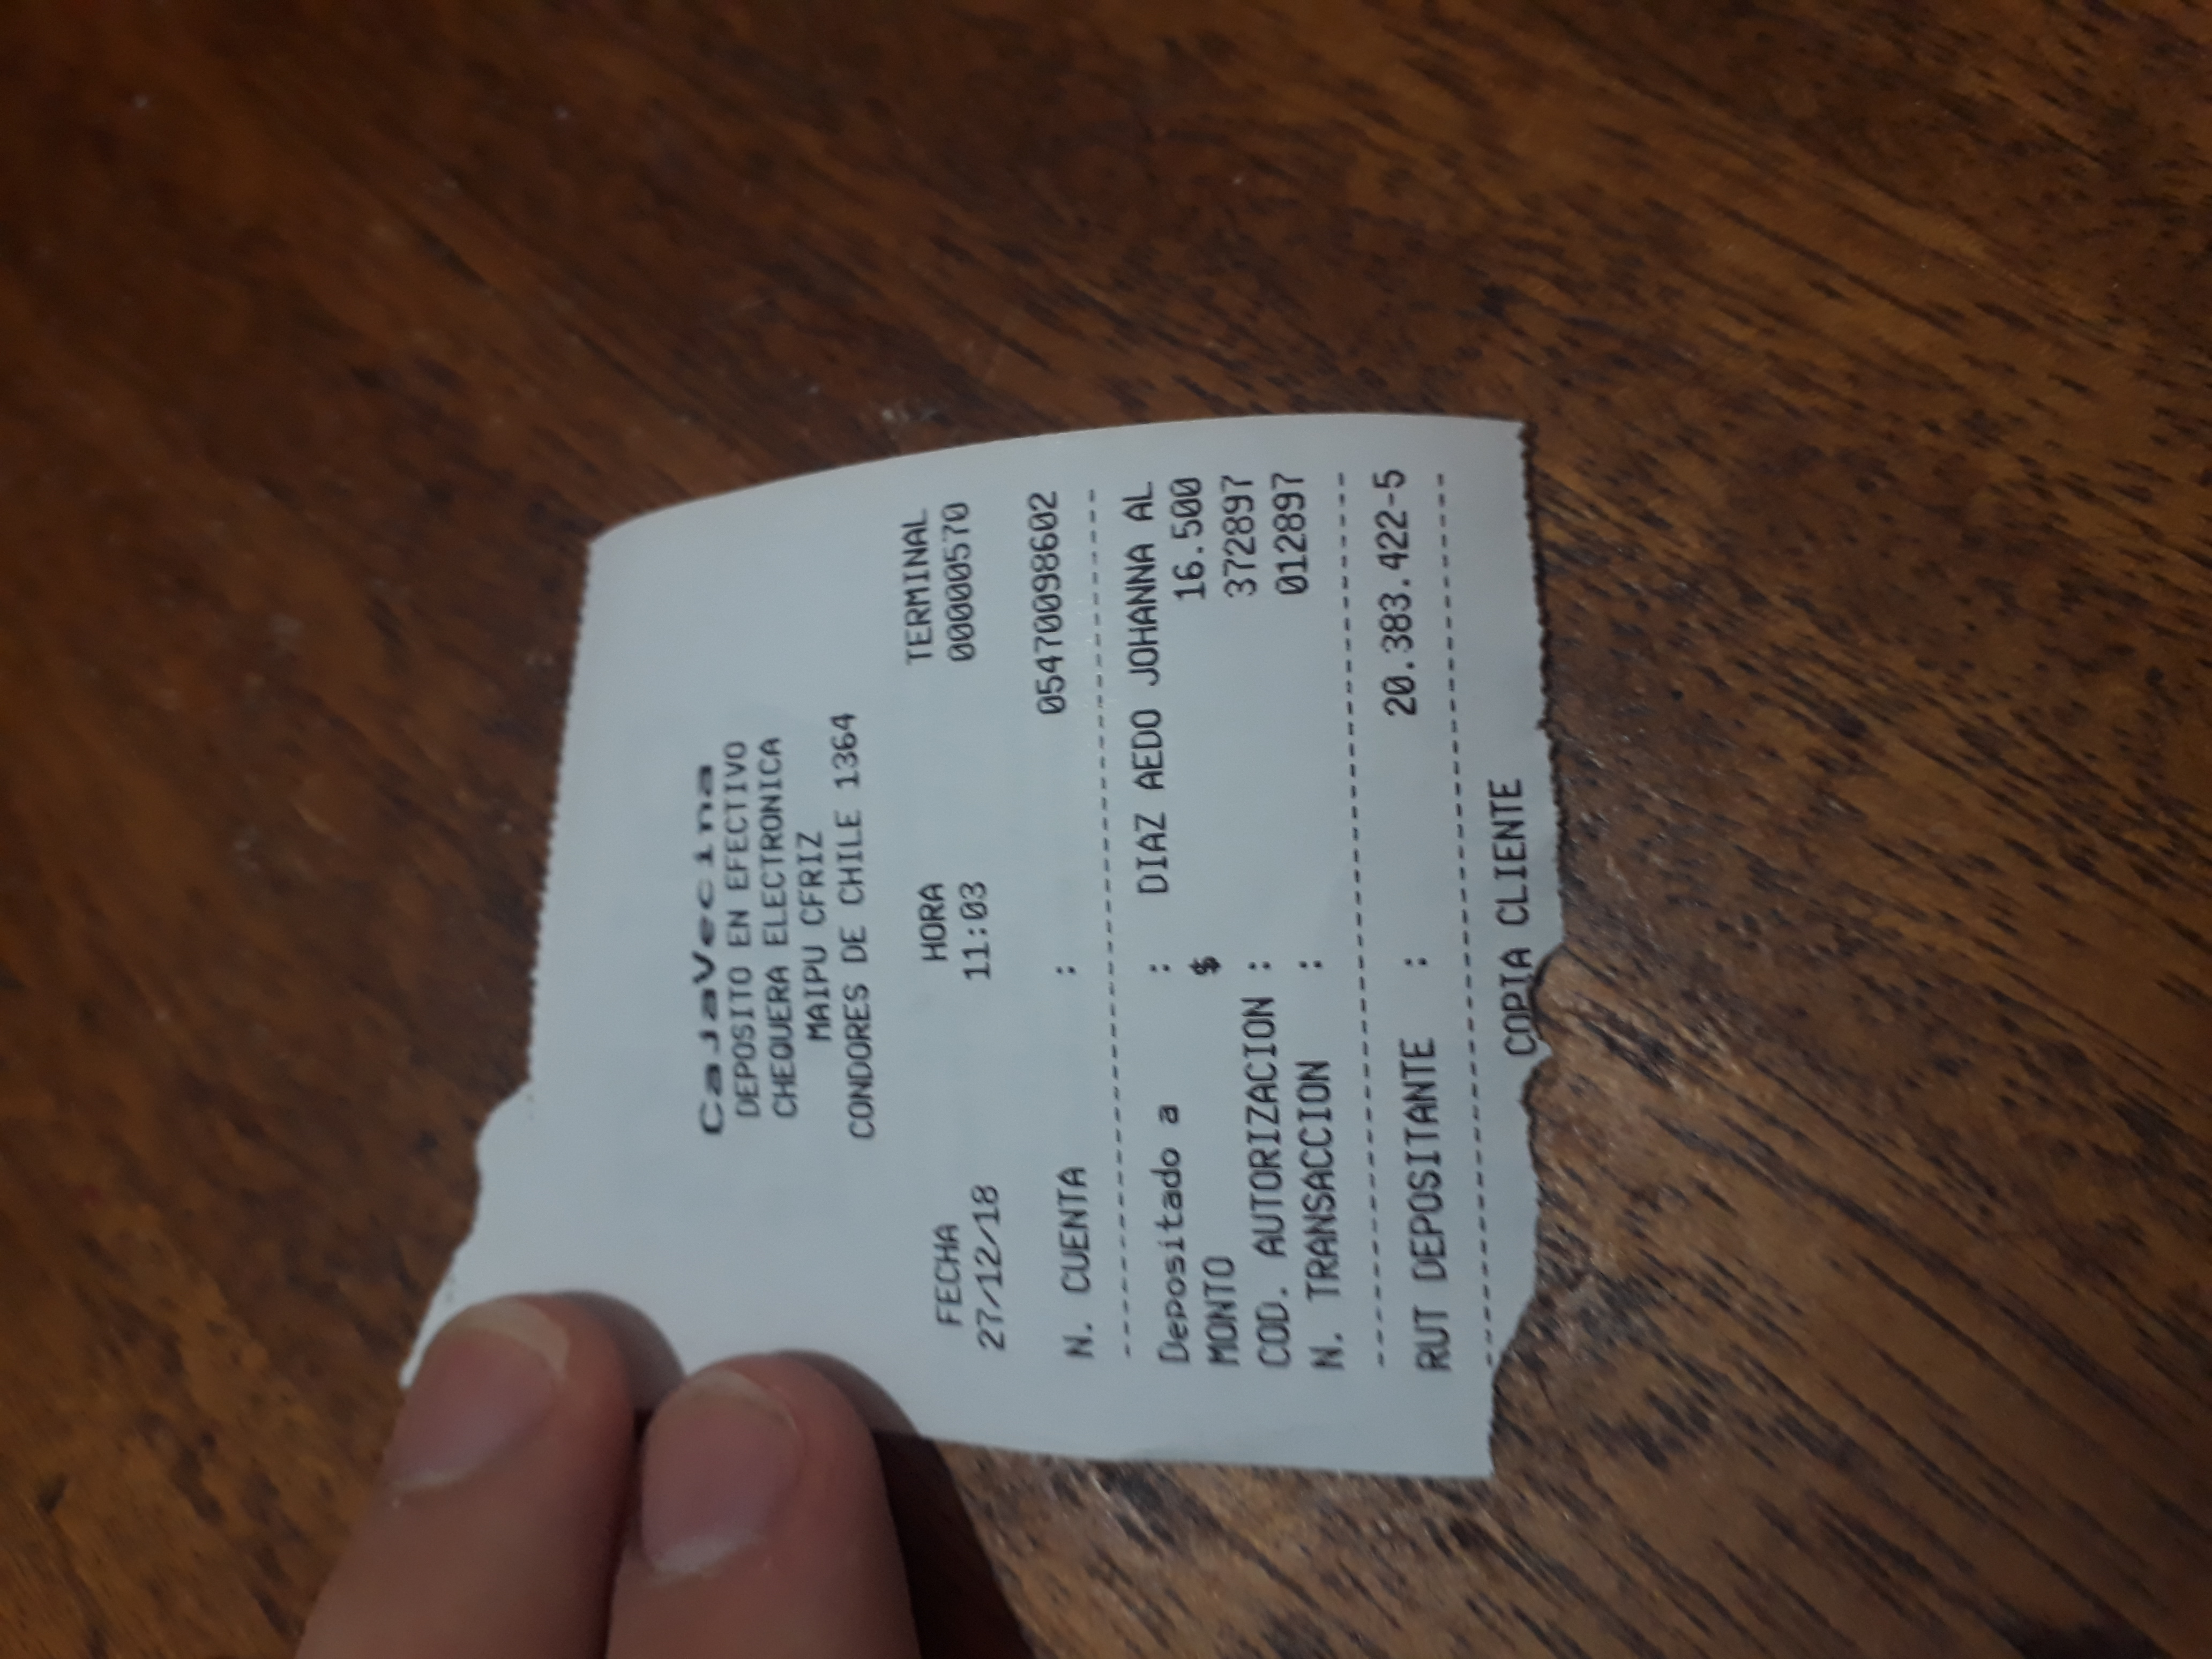 CajaVecina
DEPOSITO EN EFECTIVO
CHEQUERA ELECTRONICA
MAIPU CFRIZ
CONDORES DE CHILE 1364
FECHA HORA TERMINAL
27/12/18 11:03 00000570
N. CUENTA : 05470098602
Depositado a : DIAZ AEDO JOHANNA AL
MONTO $ 16.500
COD. AUTORIZACION : 372897
N. TRANSACCION : 012897
RUT DEPOSITANTE : 20.383.422-5
COPIA CLIENTE